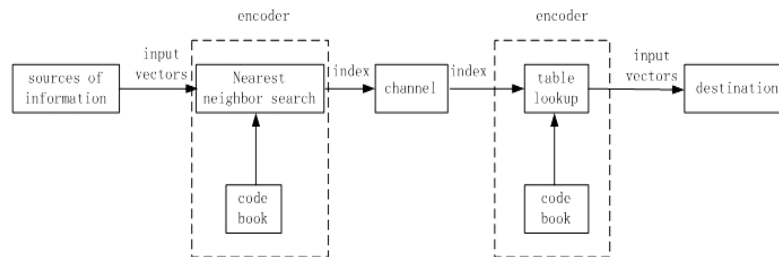 encoder
encoder
input
vectors
input
vectors
sources of
information
Nearest
neighbor search
index
channel
index
table
lookup
destination
code
book
code
book